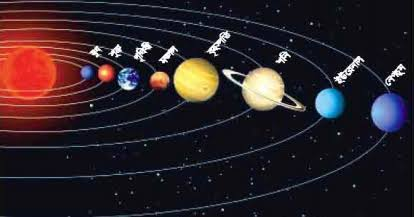 বুধ
শুক্র
পৃথিবী
মঙ্গল
বৃহস্পতি
শনি
ইউরেনাস
নেপচুন